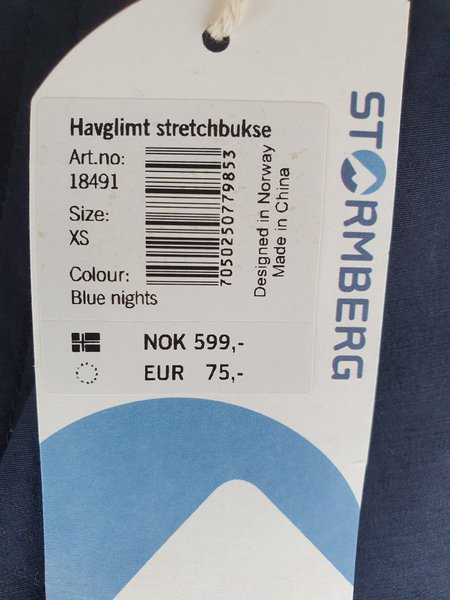 Havglimt stretchbukse
Art.no:
18491
Size:
XS
Colour:
Blue nights
7050250779853
Designed in Norway
Made in China
NOK 599,-
EUR 75,-
STORMBERG